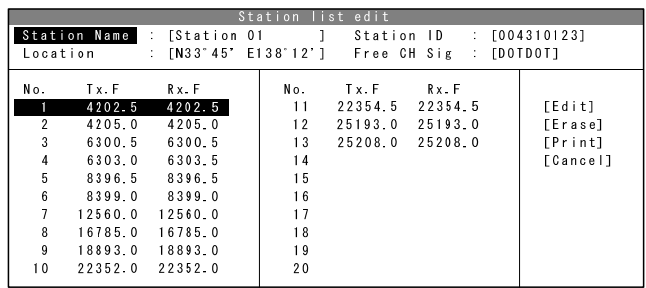 Station list edit
Station Name : [Station 01 ] Station ID : [004310123]
Location : [N33°45' E138°12'] Free CH Sig : [DOTDOT]
No. Tx.F Rx.F No. Tx.F Rx.F
1 4202.5 4202.5 11 22354.5 22354.5 [Edit]
2 4205.0 4205.0 12 25193.0 25193.0 [Erase]
3 6300.5 6300.5 13 25208.0 25208.0 [Print]
4 6303.0 6303.5 14 [Cancel]
5 8396.5 8396.5 15
6 8399.0 8399.0 16
7 12560.0 12560.0 17
8 16785.0 16785.0 18
9 18893.0 18893.0 19
10 22352.0 22352.0 20